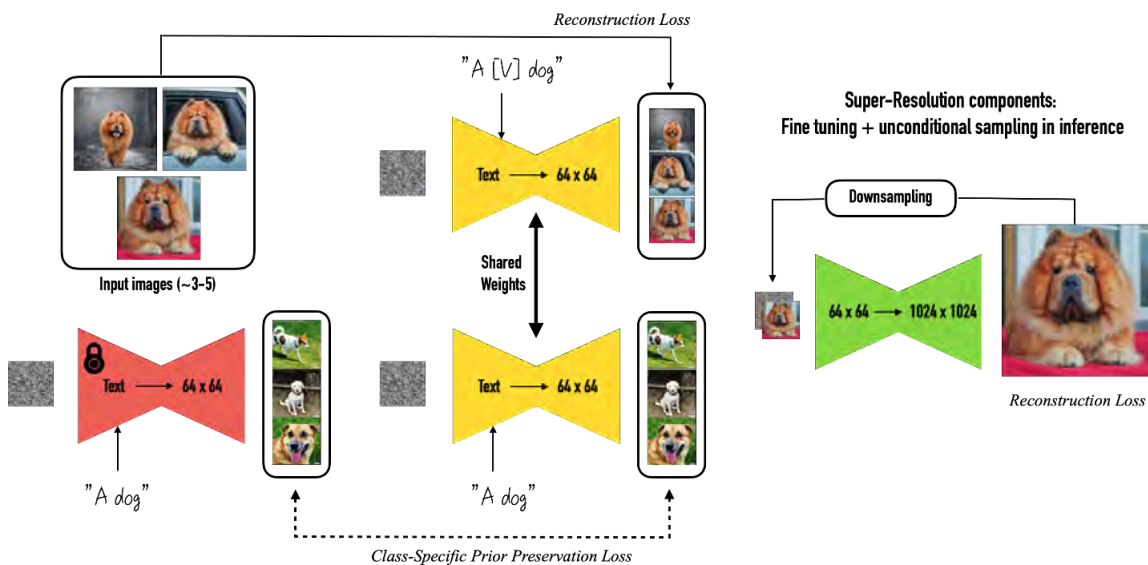 Reconstruction Loss
"A [V] dog"
Text → 64 x 64
Input images (~3-5)
Shared
Weights
Text → 64 x 64
"A dog"
Text → 64 x 64
"A dog"
Class-Specific Prior Preservation Loss
Super-Resolution components:
Fine tuning + unconditional sampling in inference
Downsampling
64 x 64 → 1024 x 1024
Reconstruction Loss